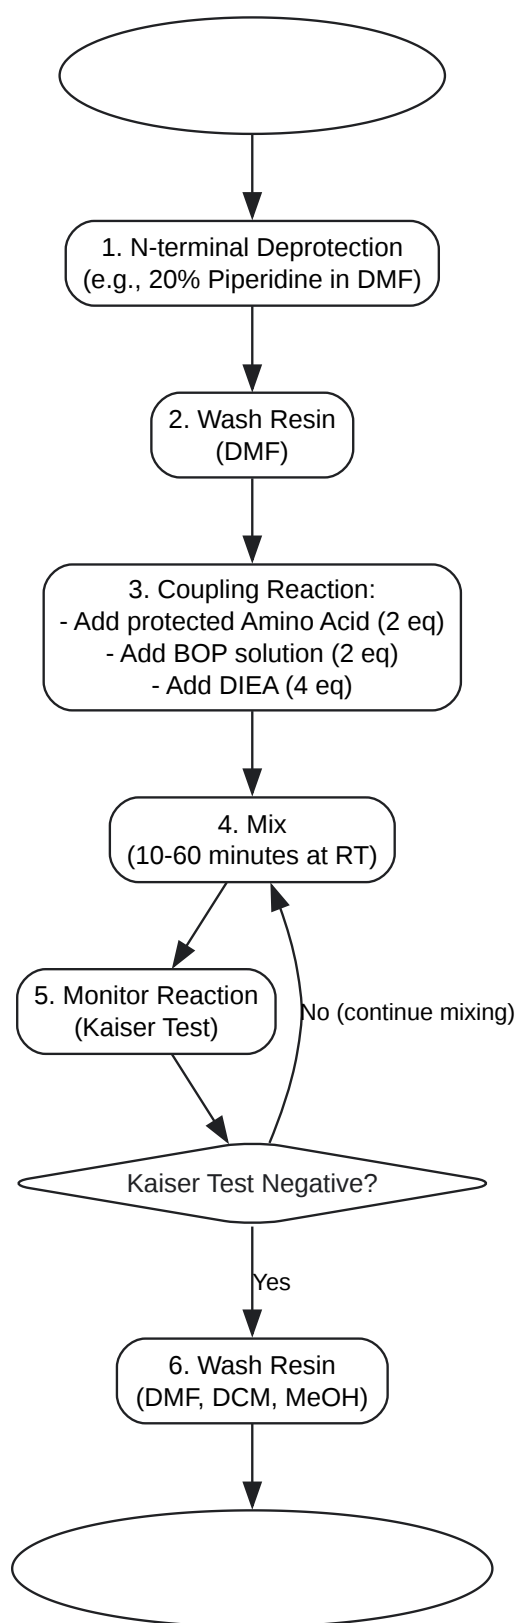 1. N-terminal Deprotection
(e.g., 20% Piperidine in DMF)
2. Wash Resin
(DMF)
3. Coupling Reaction:
- Add protected Amino Acid (2 eq)
- Add BOP solution (2 eq)
- Add DIEA (4 eq)
4. Mix
(10-60 minutes at RT)
5. Monitor Reaction
(Kaiser Test)
No (continue mixing)
Kaiser Test Negative?
Yes
6. Wash Resin
(DMF, DCM, MeOH)